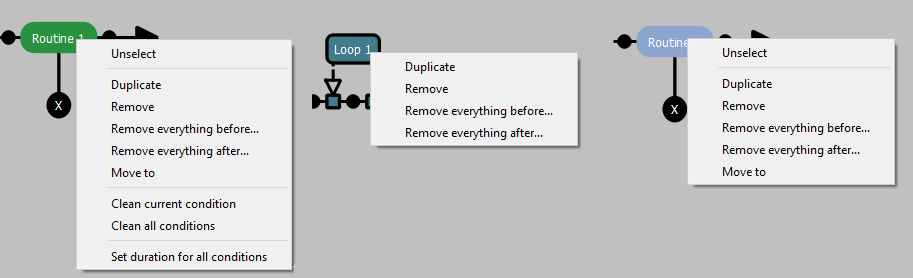 Routine 1
X
Unselect
Duplicate
Remove
Remove everything before...
Remove everything after...
Move to
Clean current condition
Clean all conditions
Set duration for all conditions
Loop 1
Duplicate
Remove
Remove everything before...
Remove everything after...
Routine
X
Unselect
Duplicate
Remove
Remove everything before...
Remove everything after...
Move to